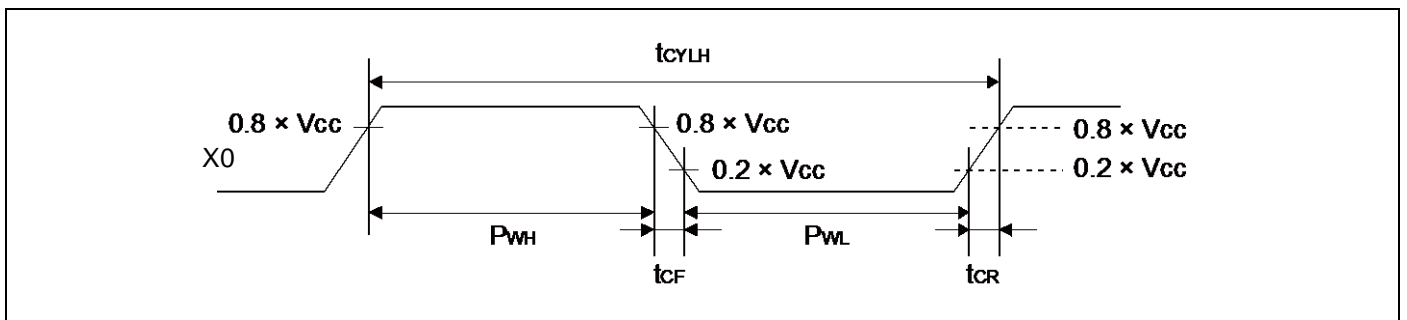 tCYLH
0.8 × Vcc
0.8 × Vcc
0.8 × Vcc
X0
0.2 × Vcc
0.2 × Vcc
PWH
PWL
tCF
tCR